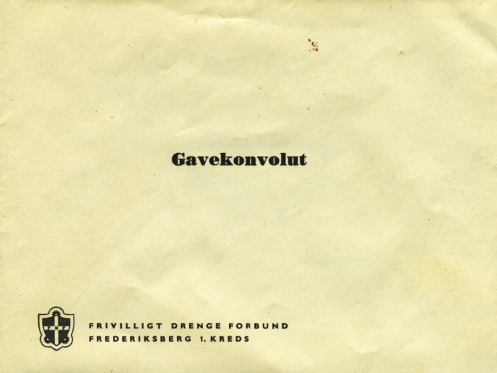 Gavekonvolut
FRIVILLIGT DRENGE FORBUND
FREDERIKSBERG 1. KREDS